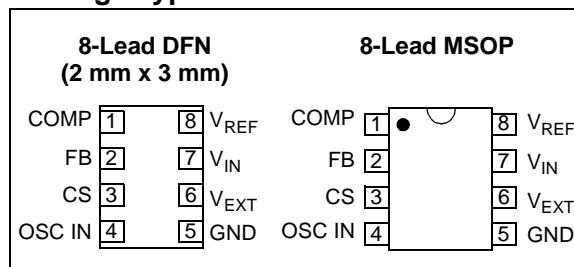 8-Lead DFN
(2 mm x 3 mm)
COMP 1 8 VREF
FB 2 7 VIN
CS 3 6 VEXT
OSC IN 4 5 GND
8-Lead MSOP
COMP 1 8 VREF
FB 2 7 VIN
CS 3 6 VEXT
OSC IN 4 5 GND